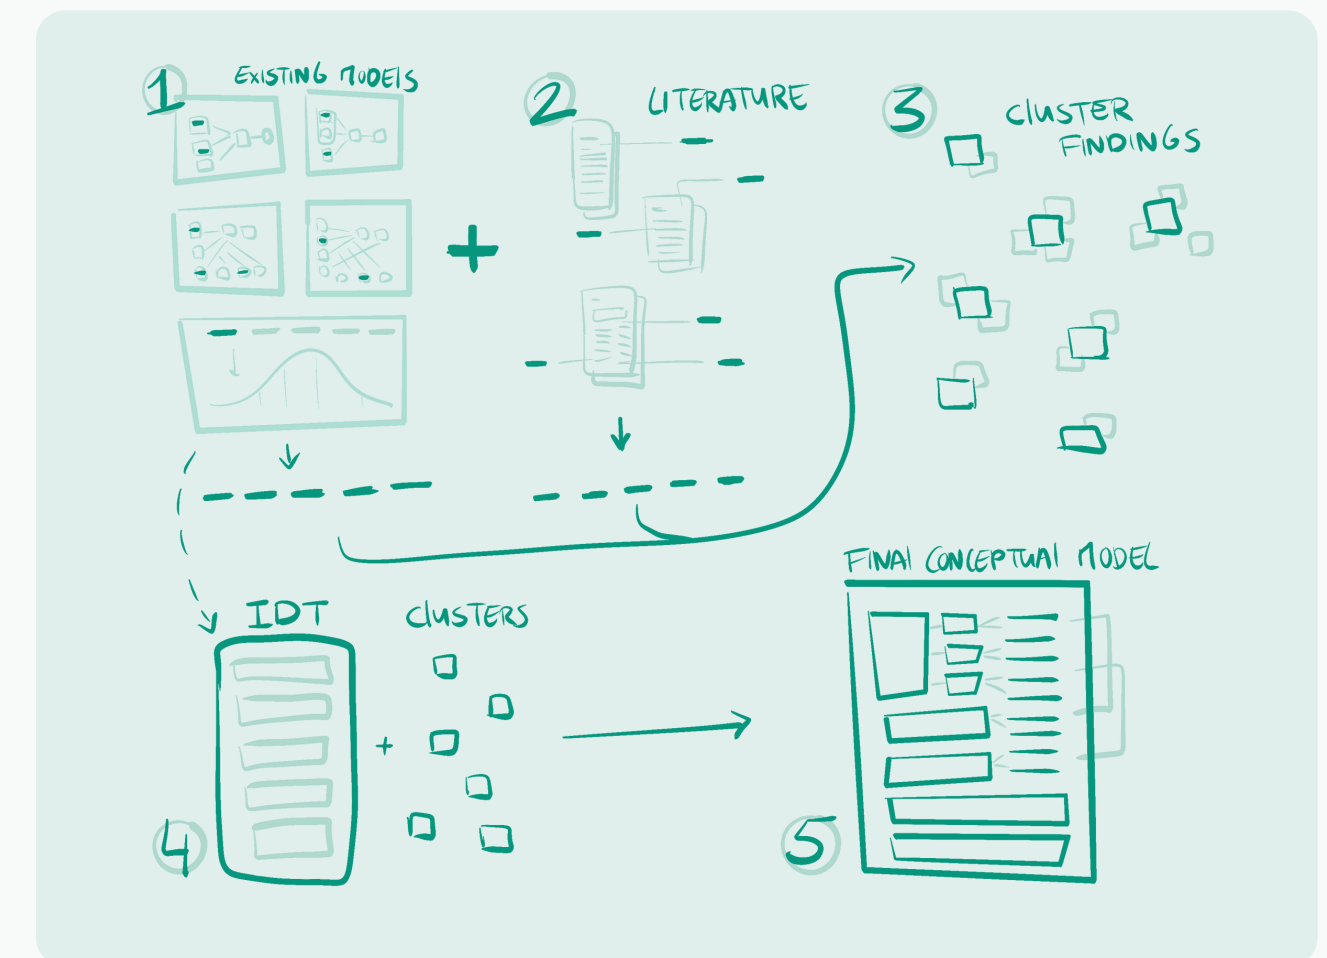 1
EXISTING MODELS
2
LITERATURE
3
CLUSTER
FINDINGS
IDT
CLUSTERS
4
FINAL CONCEPTUAL MODEL
5